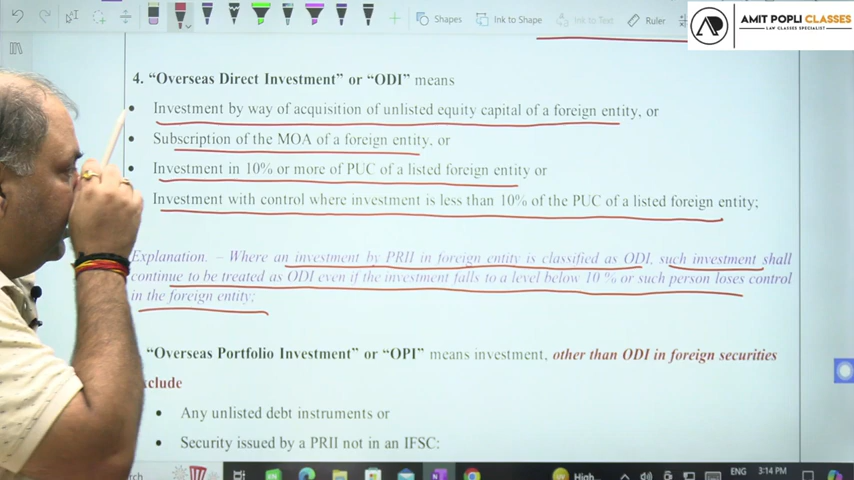 Shapes
Ink to Shape
Ink to Text
Ruler
AMIT POPLI CLASSES
LAW CLASSES SPECIALIST
4. “Overseas Direct Investment” or “ODI” means
• Investment by way of acquisition of unlisted equity capital of a foreign entity, or
• Subscription of the MOA of a foreign entity, or
• Investment in 10% or more of PUC of a listed foreign entity or
Investment with control where investment is less than 10% of the PUC of a listed foreign entity;
Explanation. – Where an investment by PRII in foreign entity is classified as ODI, such investment shall
continue to be treated as ODI even if the investment falls to a level below 10 % or such person loses control
in the foreign entity;
“Overseas Portfolio Investment” or “OPI” means investment, other than ODI in foreign securities
xclude
• Any unlisted debt instruments or
• Security issued by a PRII not in an IFSC:
rch
High...
ENG
3:14 PM